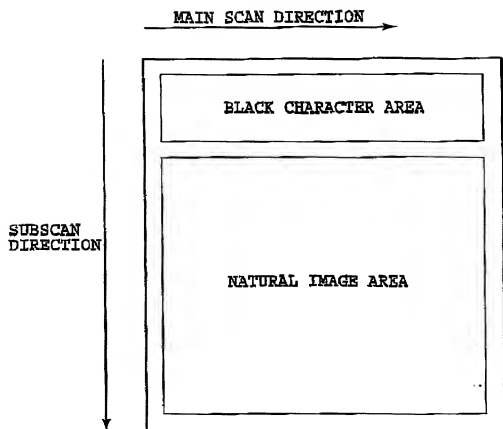 MAIN SCAN DIRECTION
BLACK CHARACTER AREA
SUBSCAN
DIRECTION
NATURAL IMAGE AREA